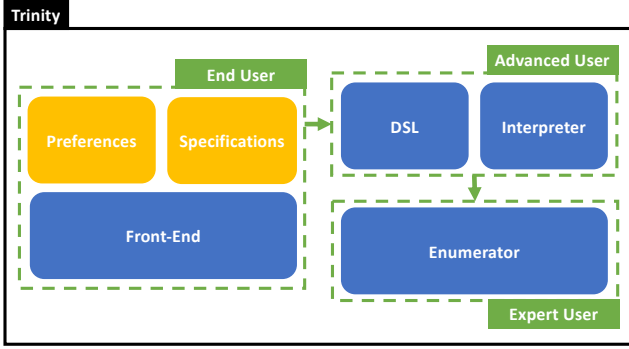 Trinity
End User
Preferences
Specifications
Front-End
Advanced User
DSL
Interpreter
Enumerator
Expert User